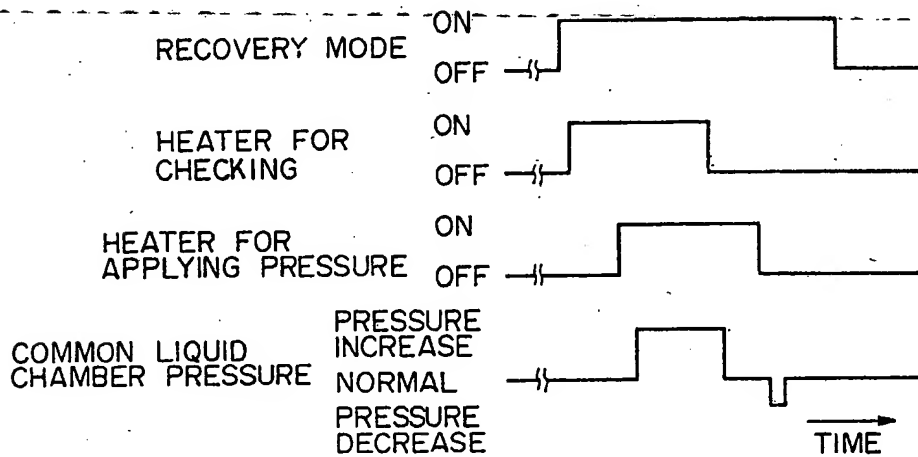 RECOVERY MODE
ON
OFF
HEATER FOR
CHECKING
ON
OFF
HEATER FOR
APPLYING PRESSURE
ON
OFF
COMMON LIQUID
CHAMBER PRESSURE
PRESSURE
INCREASE
NORMAL
PRESSURE
DECREASE
TIME